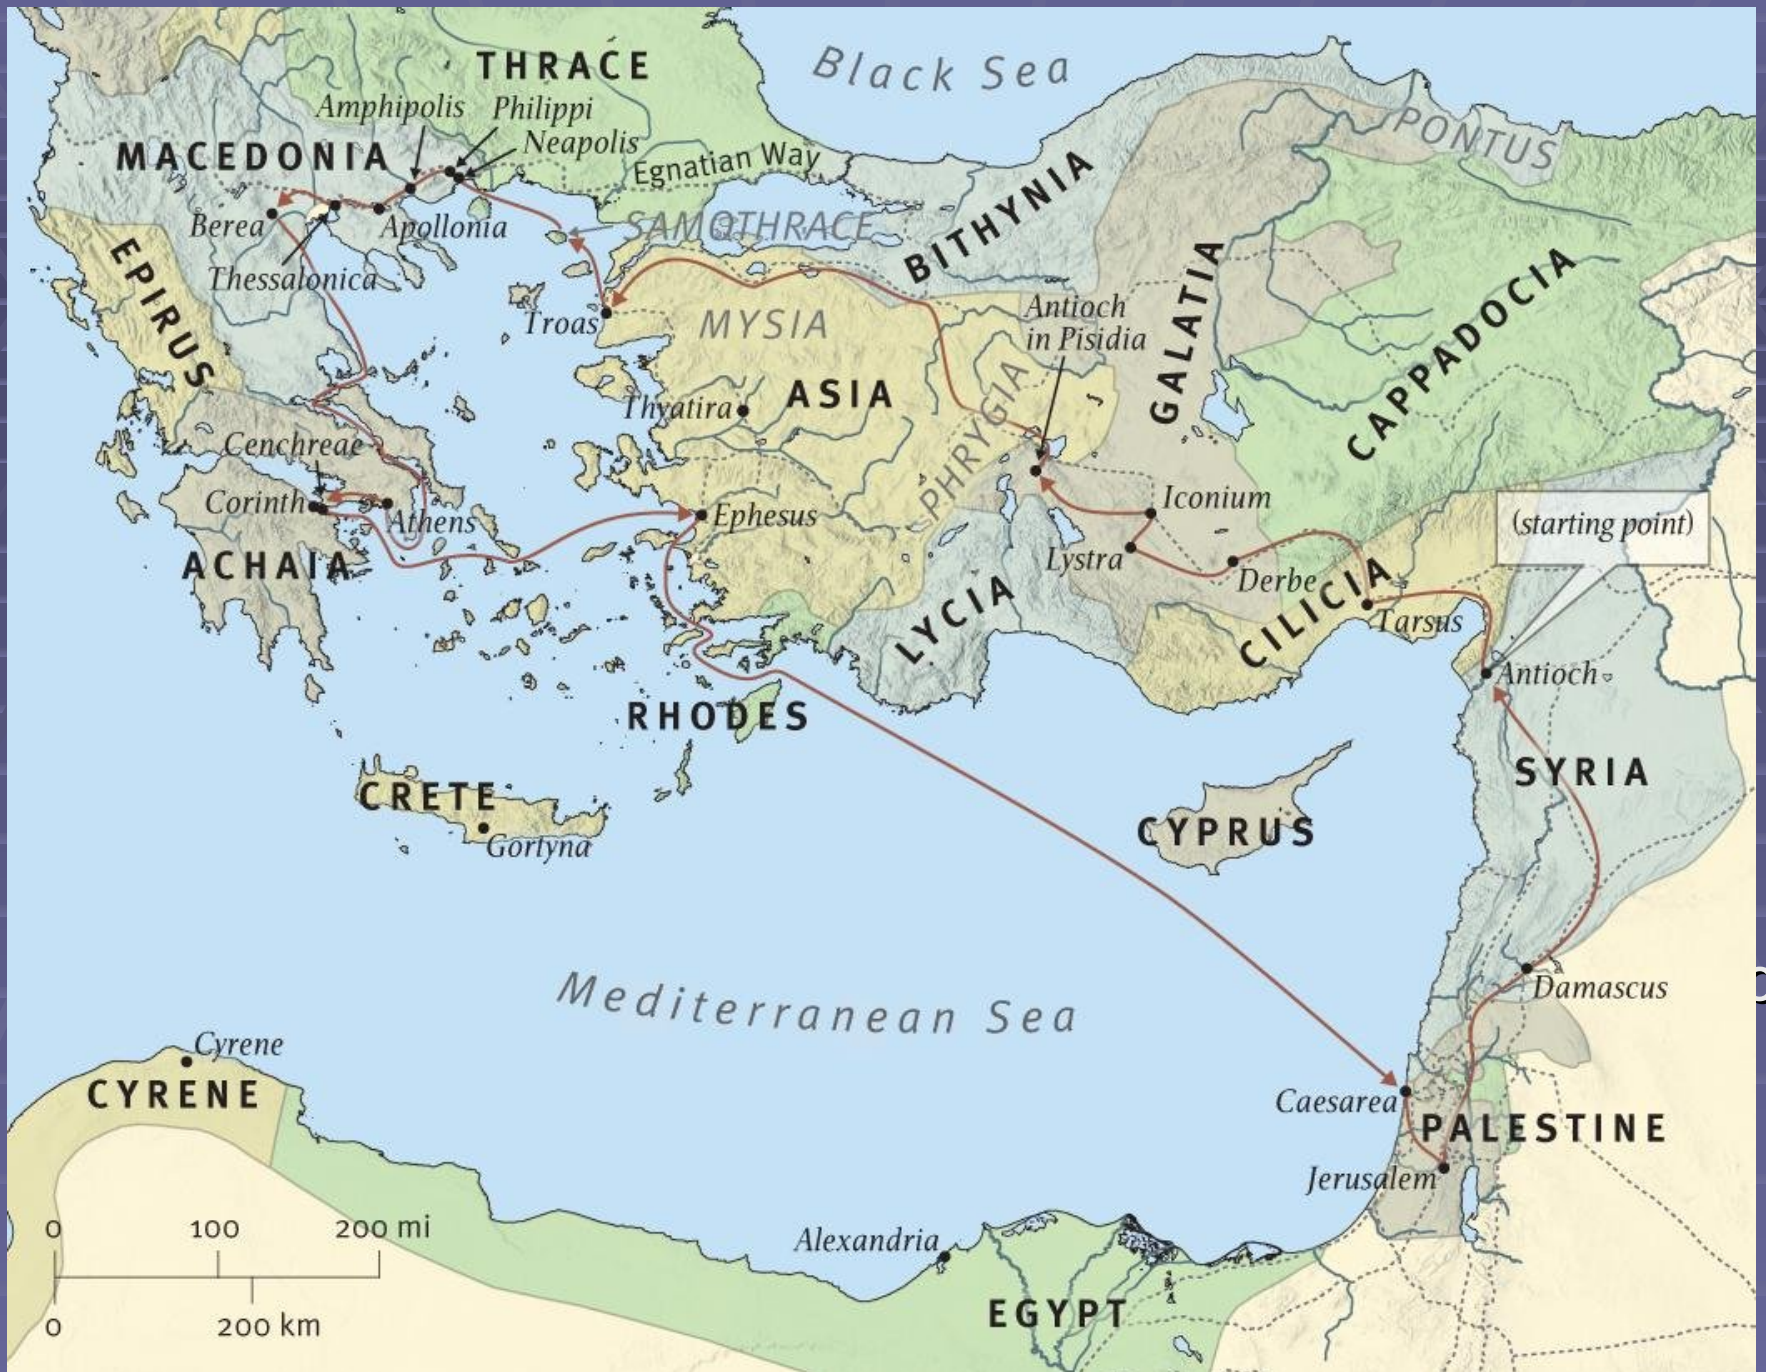 THRACE
Black Sea
Amphipolis
Philippi
PONTUS
MACEDONIA
Neapolis
Egnatian Way
BITHYNIA
Berea
Apollonia
SAMOTHRACE
EPIRUS
Thessalonica
GALATIA
CAPPADOCIA
Troas
MYSIA
Antioch
in Pisidia
Thyatira
ASIA
PHRYGIA
Cenchreae
Corinth
Athens
Ephesus
Iconium
(starting point)
ACHAIA
Lystra
Derbe
LYCIA
CILICIA
Tarsus
Antioch
RHODES
SYRIA
CRETE
Gortyna
CYPRUS
Mediterranean Sea
Damascus
Cyrene
CYRENE
Caesarea
PALESTINE
Jerusalem
0 100 200 mi
Alexandria
EGYPT
0 200 km